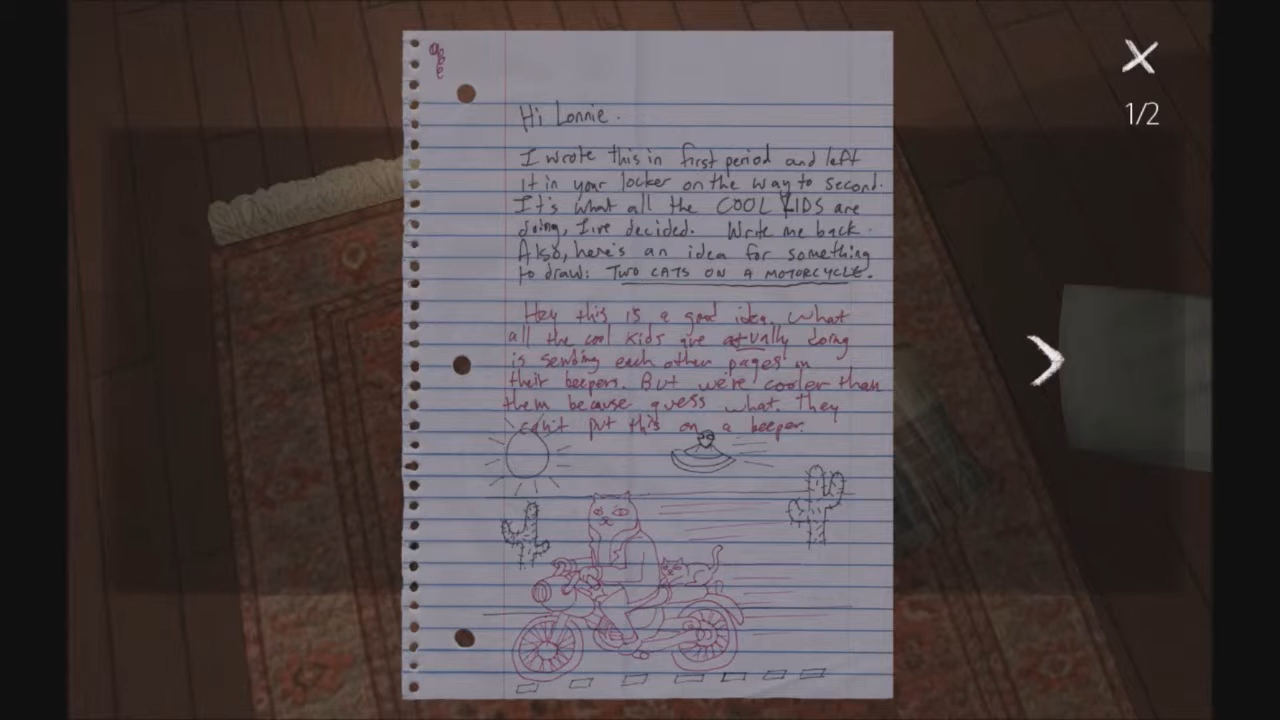 1/2
Hi Lonnie.
I wrote this in first period and left
it in your locker on the way to second.
It's what all the COOL KIDS are
doing, I've decided. Write me back.
Also, here's an idea for something
to draw: TWO CATS ON A MOTORCYCLE.
Hey this is a good idea. What
all the cool kids are actually doing
is sending each other pages on
their beepers. But we're cooler than
them because guess what. They
can't put this on a beeper.